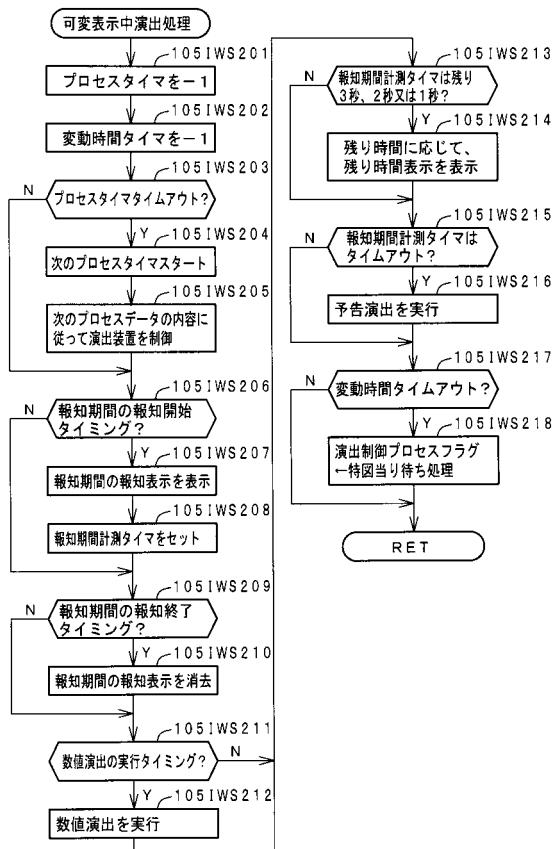 可変表示中演出処理
105IWS201
プロセスタイマを－1
105IWS202
変動時間タイマを－1
105IWS203
N
プロセスタイマタイムアウト？
Y
105IWS204
次のプロセスタイマスタート
105IWS205
次のプロセスデータの内容に
従って演出装置を制御
105IWS206
N
報知期間の報知開始
タイミング？
Y
105IWS207
報知期間の報知表示を表示
105IWS208
報知期間計測タイマをセット
105IWS209
N
報知期間の報知終了
タイミング？
Y
105IWS210
報知期間の報知表示を消去
105IWS211
数値演出の実行タイミング？
N
Y
105IWS212
数値演出を実行
105IWS213
N
報知期間計測タイマは残り
3秒、2秒又は1秒？
Y
105IWS214
残り時間に応じて、
残り時間表示を表示
105IWS215
N
報知期間計測タイマは
タイムアウト？
Y
105IWS216
予告演出を実行
105IWS217
N
変動時間タイムアウト？
Y
105IWS218
演出制御プロセスフラグ
←特図当り待ち処理
RET